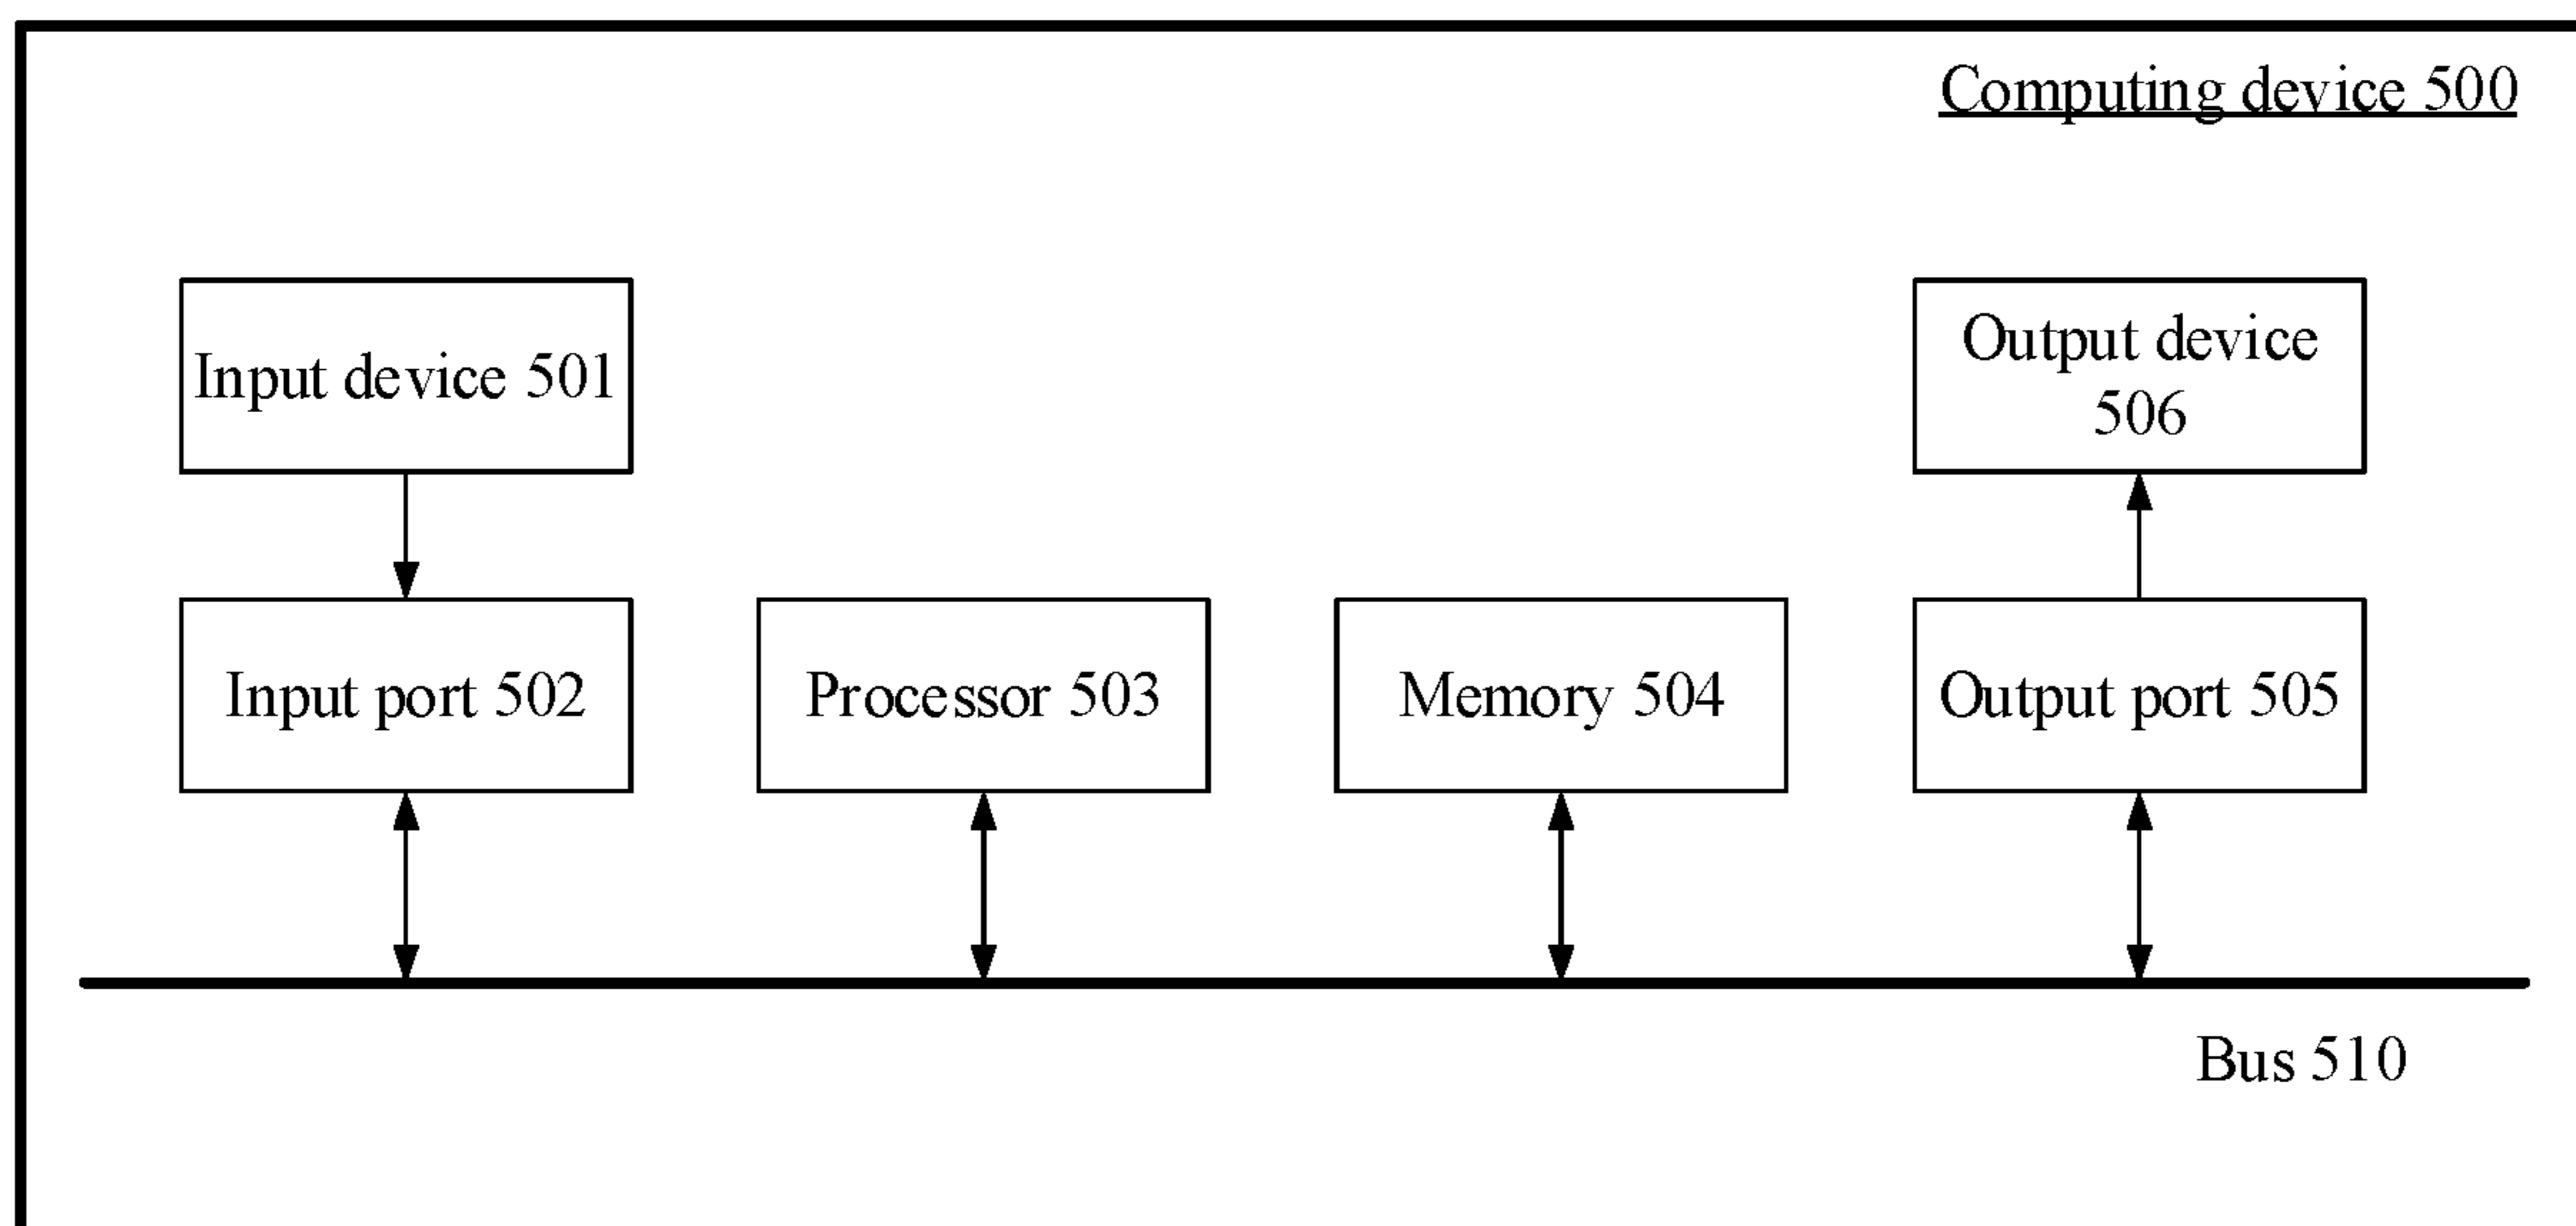 Computing device 500
Input device 501
Output device
506
Input port 502
Processor 503
Memory 504
Output port 505
Bus 510